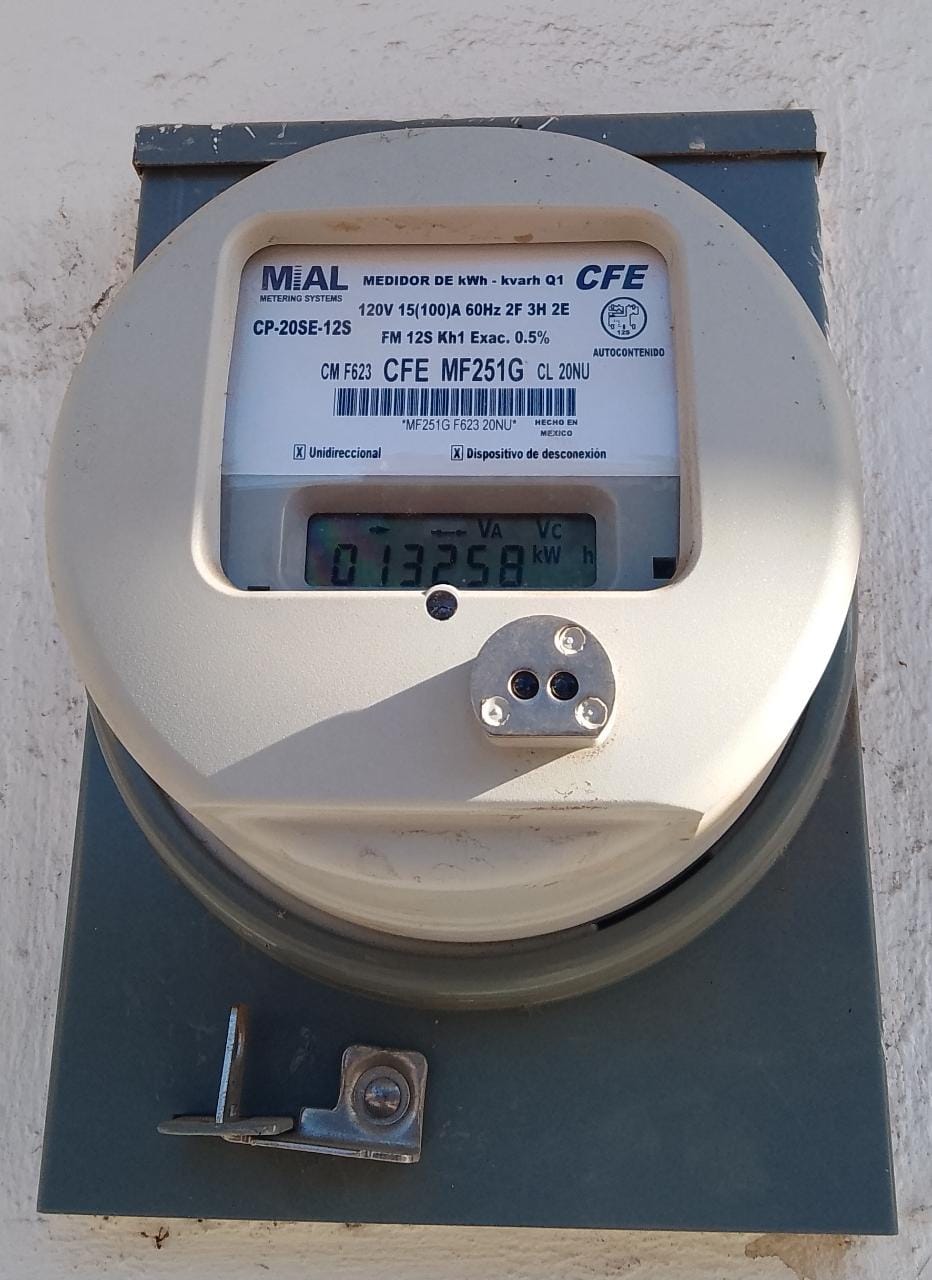 MIAL MEDIDOR DE kWh - kvarh Q1 CFE
METERING SYSTEMS
120V 15(100)A 60Hz 2F 3H 2E
CP-20SE-12S
FM 12S Kh1 Exac. 0.5%
12S
AUTOCONTENIDO
CM F623 CFE MF251G CL 20NU
*MF251G F623 20NU* HECHO EN
MEXICO
X Unidireccional X Dispositivo de desconexión
VA VC
013258 kW h